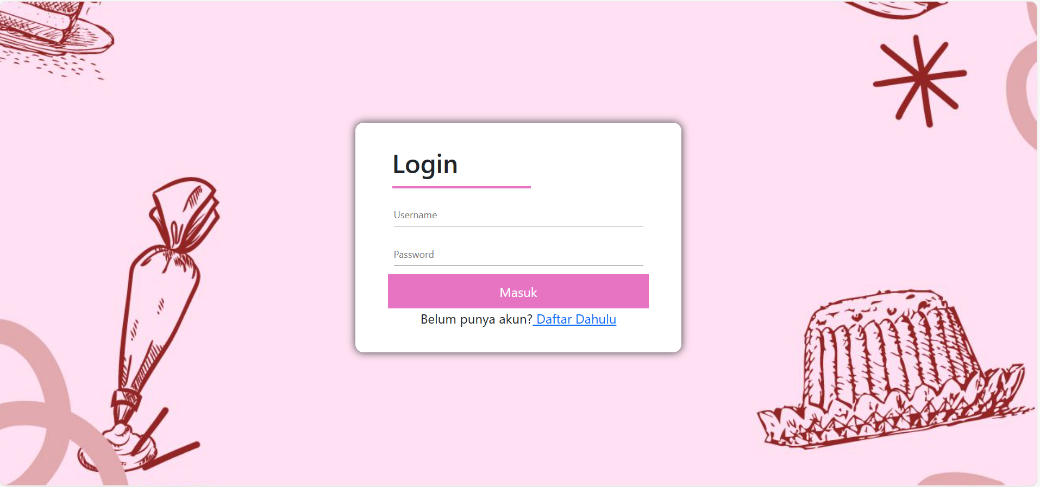 Login
Username
Password
Masuk
Belum punya akun? Daftar Dahulu